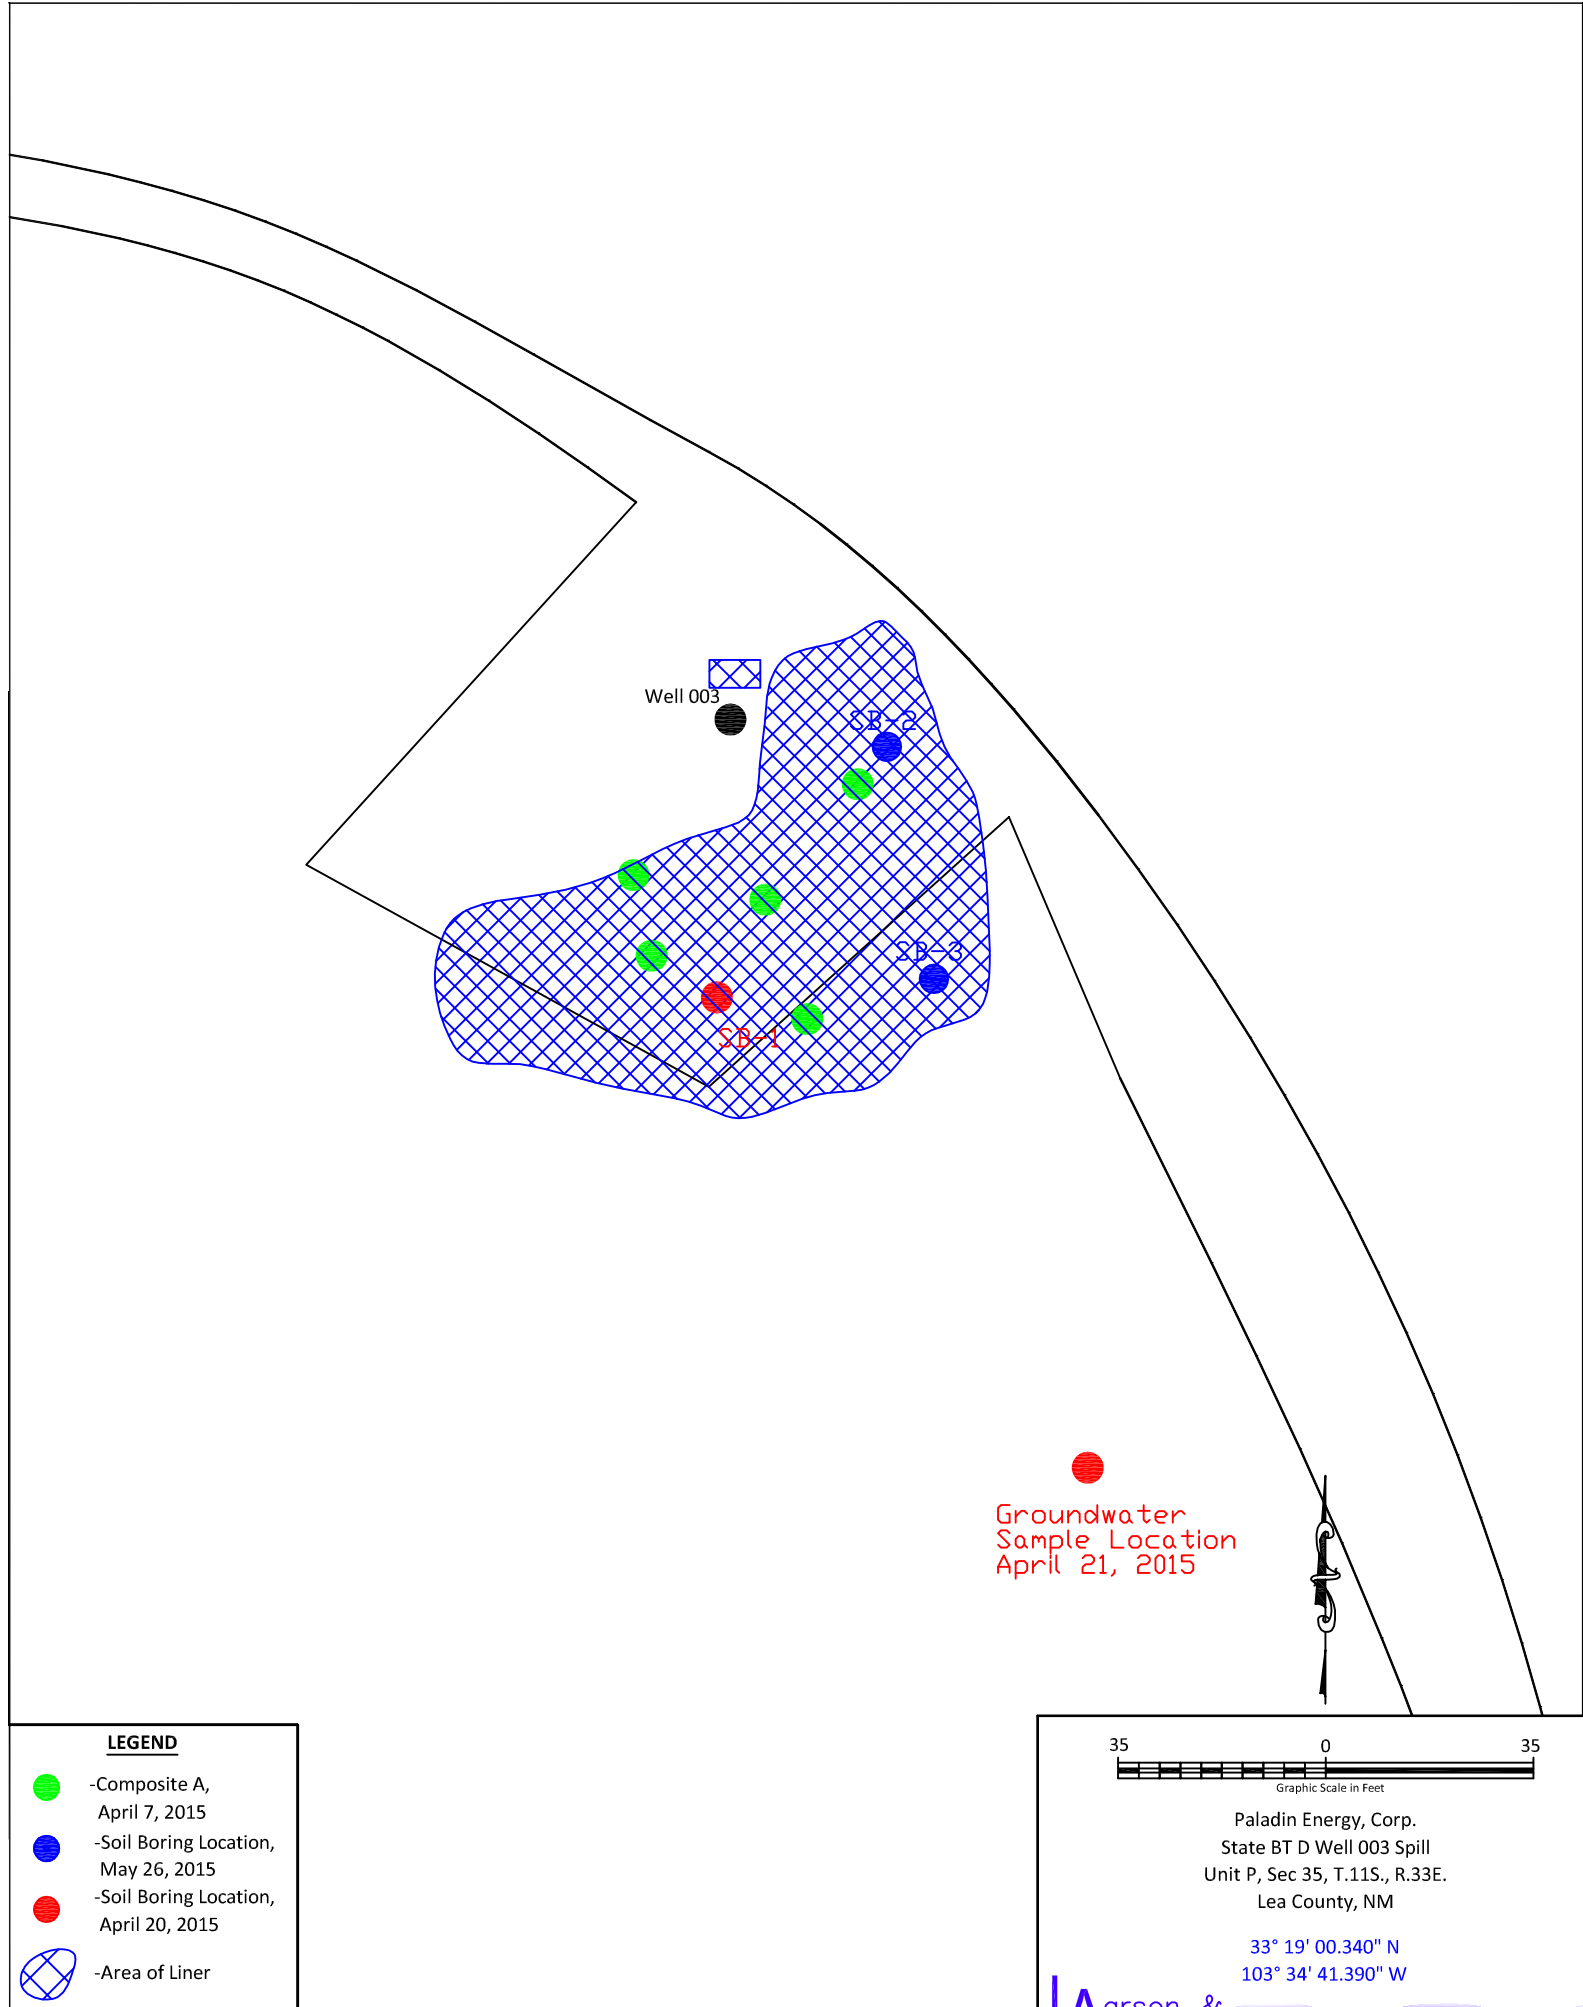 Well 003
SB-2
SB-3
SB-1
Groundwater
Sample Location
April 21, 2015
LEGEND
-Composite A,
April 7, 2015
-Soil Boring Location,
May 26, 2015
-Soil Boring Location,
April 20, 2015
-Area of Liner
35 0 35
Graphic Scale in Feet
Paladin Energy, Corp.
State BT D Well 003 Spill
Unit P, Sec 35, T.11S., R.33E.
Lea County, NM
33° 19' 00.340" N
103° 34' 41.390" W
Larson &